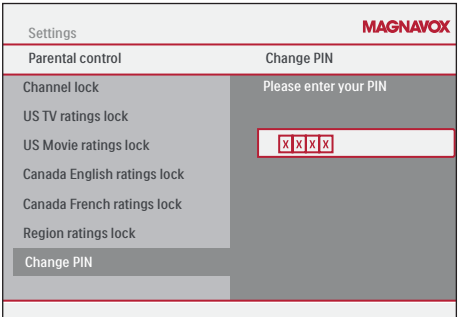 Settings
MAGNAVOX
Parental control
Change PIN
Channel lock
Please enter your PIN
US TV ratings lock
US Movie ratings lock
X X X X
Canada English ratings lock
Canada French ratings lock
Region ratings lock
Change PIN